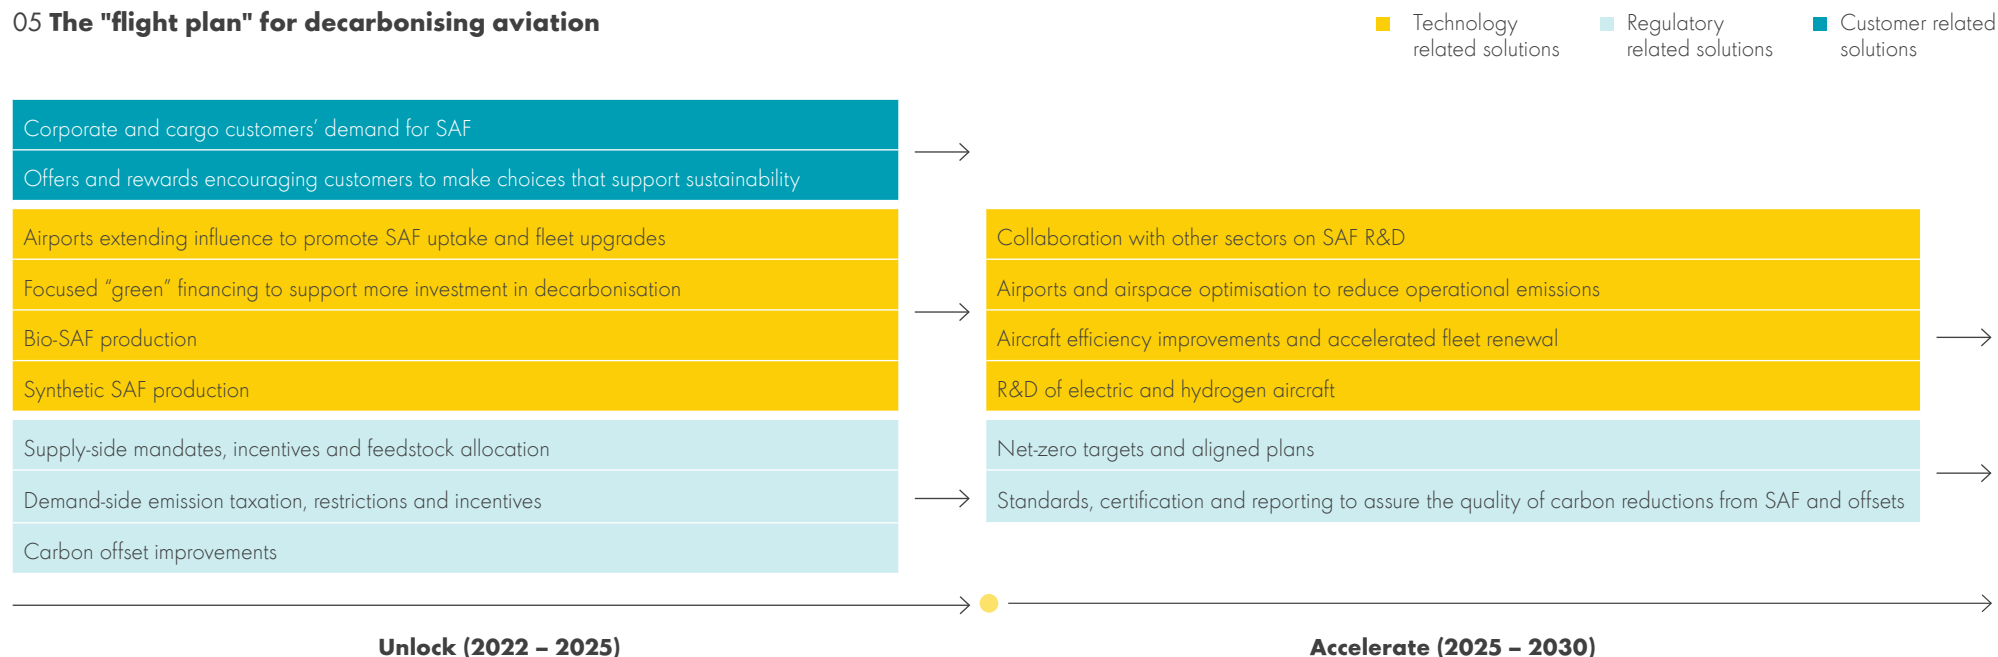 05 The "flight plan" for decarbonising aviation
Technology
related solutions
Regulatory
related solutions
Customer related
solutions
Corporate and cargo customers’ demand for SAF
Offers and rewards encouraging customers to make choices that support sustainability
Airports extending influence to promote SAF uptake and fleet upgrades
Focused “green” financing to support more investment in decarbonisation
Bio-SAF production
Synthetic SAF production
Supply-side mandates, incentives and feedstock allocation
Demand-side emission taxation, restrictions and incentives
Carbon offset improvements
Collaboration with other sectors on SAF R&D
Airports and airspace optimisation to reduce operational emissions
Aircraft efficiency improvements and accelerated fleet renewal
R&D of electric and hydrogen aircraft
Net-zero targets and aligned plans
Standards, certification and reporting to assure the quality of carbon reductions from SAF and offsets
Unlock (2022 – 2025)
Accelerate (2025 – 2030)